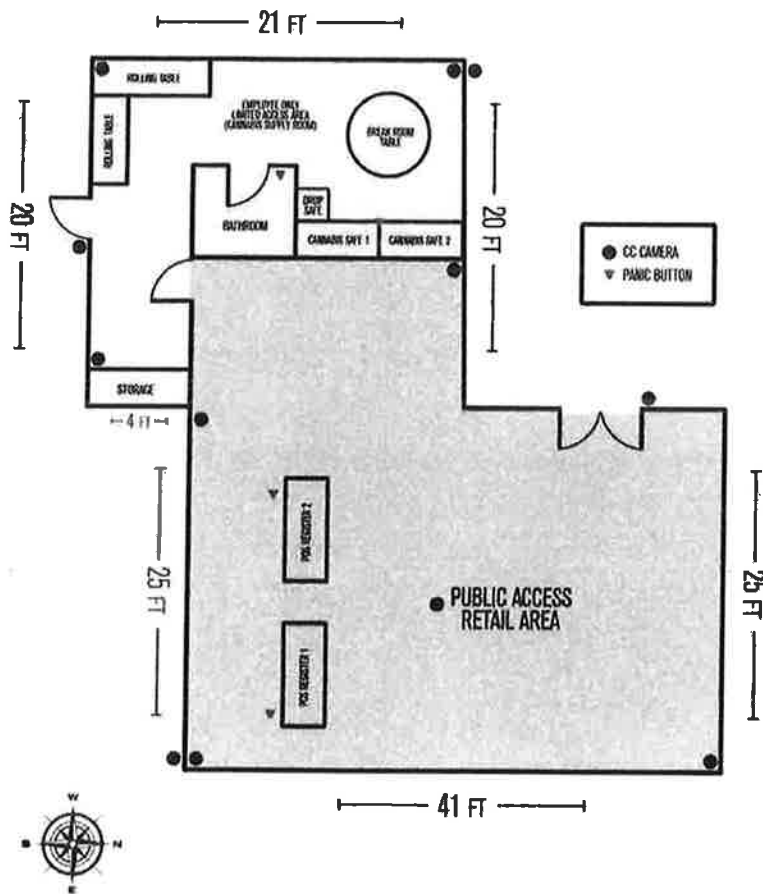 21 FT
ROLLING TABLE
EMPLOYEE ONLY
LIMITED ACCESS AREA
(CANNABIS SUPPLY ROOM)
BREAK ROOM
TABLE
ROLLING TABLE
20 FT
20 FT
DROP
SAFE
BATHROOM
CANNABIS SAFE 1
CANNABIS SAFE 2
CC CAMERA
PANIC BUTTON
STORAGE
4 FT
25 FT
POS REGISTER 2
25 FT
PUBLIC ACCESS
RETAIL AREA
POS REGISTER 1
41 FT
W
S
N
E